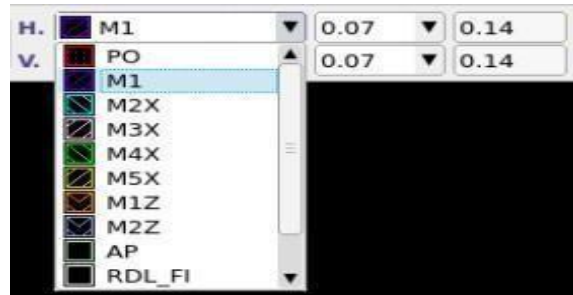 H. M1 0.07 0.14
V. PO 0.07 0.14
M1
M2X
M3X
M4X
M5X
M1Z
M2Z
AP
RDL_FI